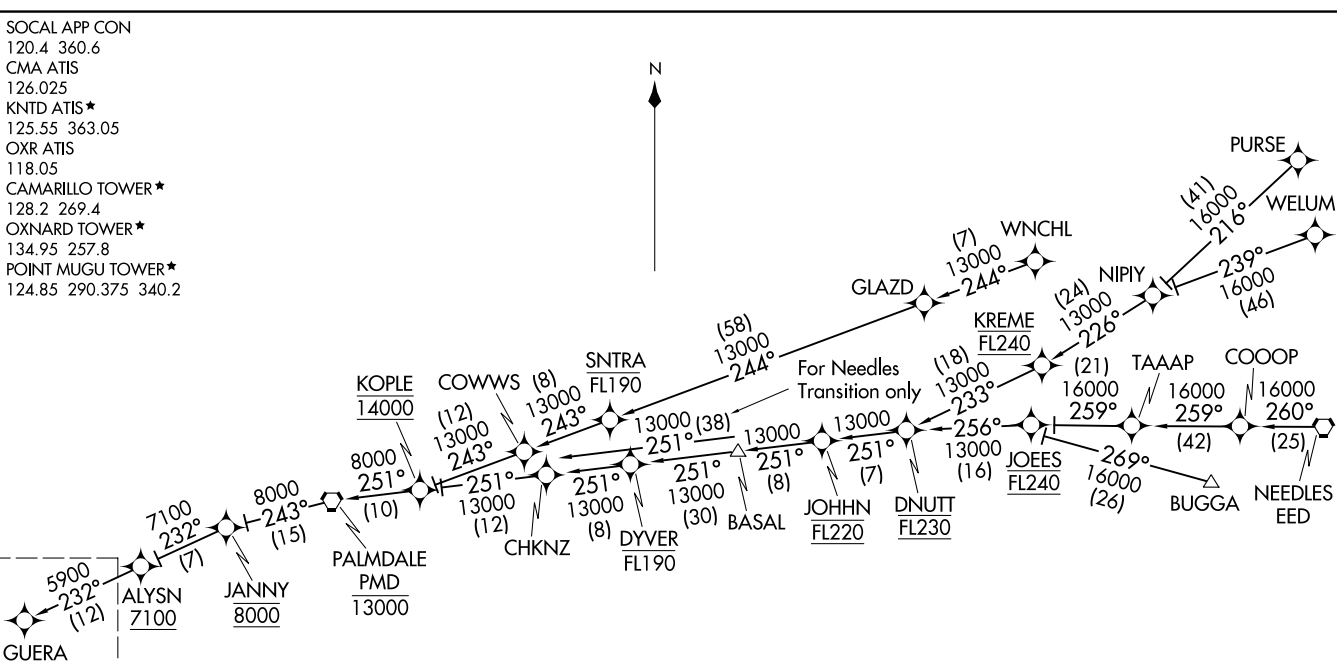 SOCAL APP CON
120.4 360.6
CMA ATIS
126.025
KNTD ATIS★
125.55 363.05
OXR ATIS
118.05
CAMARILLO TOWER★
128.2 269.4
OXNARD TOWER★
134.95 257.8
POINT MUGU TOWER★
124.85 290.375 340.2
N
PURSE
(41)
16000
216°
WELUM
239°
16000
(46)
WNCHL
(7)
13000
244°
GLAZD
NIPIY
(24)
13000
226°
KREME
FL240
(58)
13000
244°
SNTRA
FL190
For Needles
Transition only
(18)
13000
233°
(21)
16000
259°
TAAAP
COOOP
16000
259°
(42)
16000
260°
(25)
NEEDLES
EED
KOPLE
14000
COWWS
(8)
13000
243°
(12)
13000
243°
13000
(38)
251°
13000
251°
(8)
13000
251°
(7)
256°
13000
(16)
JOEES
FL240
269°
16000
(26)
BUGGA
DNUTT
FL230
JOHHN
FL220
BASAL
251°
13000
(30)
DYVER
FL190
251°
13000
(8)
CHKNZ
251°
13000
(12)
8000
251°
(10)
PALMDALE
PMD
13000
8000
243°
(15)
JANNY
8000
7100
232°
(7)
ALYSN
7100
5900
232°
(12)
GUERA